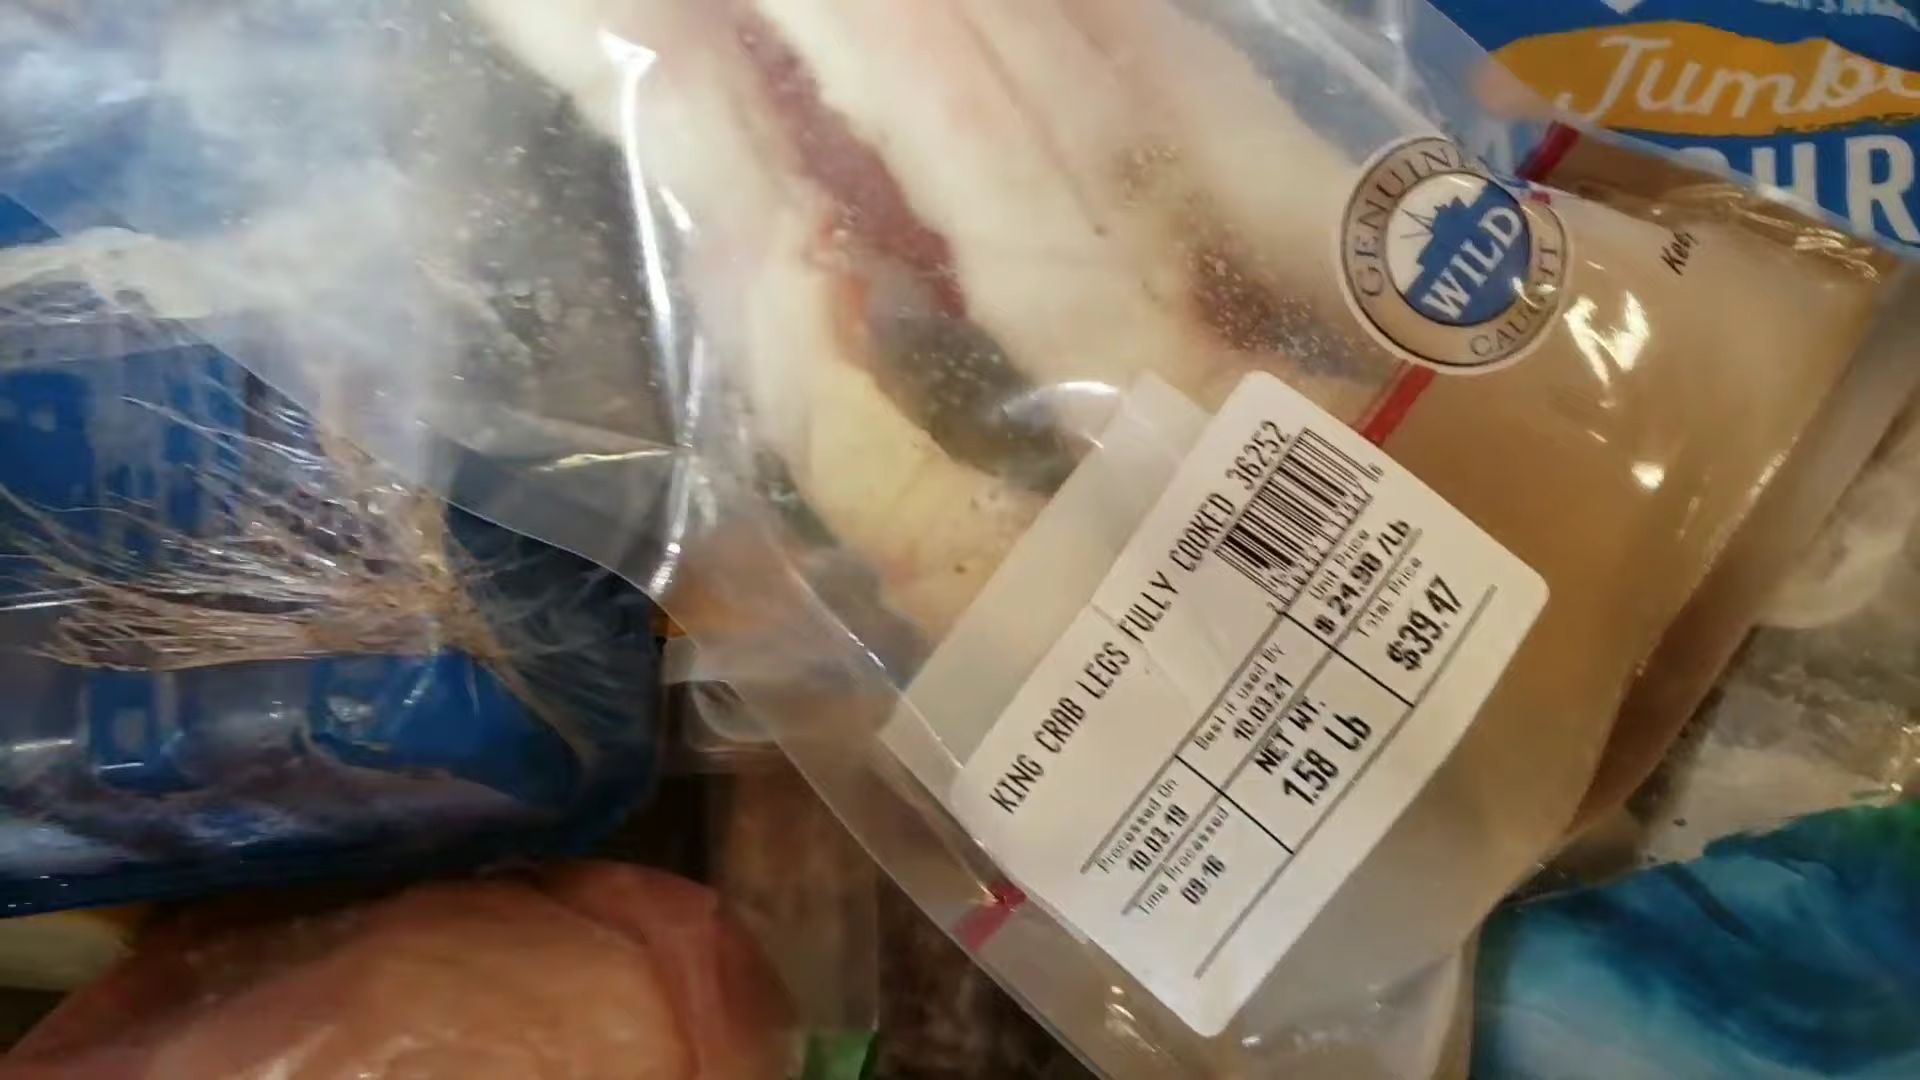 Jumbo
GENUINE
WILD
CAUGHT
KING CRAB LEGS FULLY COOKED 36252
Unit Price
$ 24.98 /Lb
Total Price
$39.47
Best if used By
10.03.21
NET WT.
1.58 Lb
Processed On
10.03.19
Time Processed
09:16